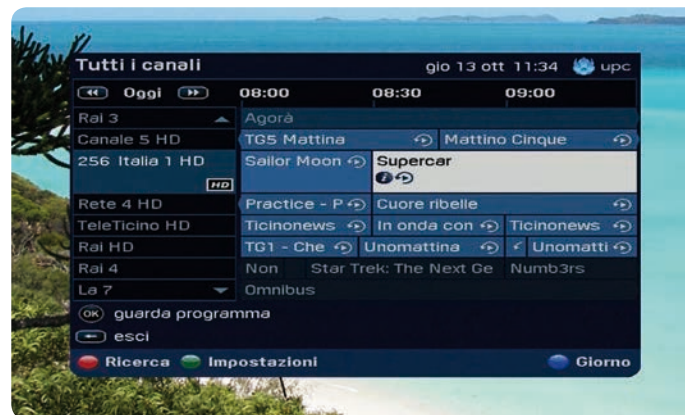 Tutti i canali gio 13 ott 11:34 upc
Oggi 08:00 08:30 09:00
Rai 3 Agorà
Canale 5 HD TG5 Mattina Mattino Cinque
256 Italia 1 HD Sailor Moon Supercar
HD
Rete 4 HD Practice - P Cuore ribelle
TeleTicino HD Ticinonews In onda con Ticinonews
Rai HD TG1 - Che Unomattina Unomatti
Rai 4 Non Star Trek: The Next Ge Numb3rs
La 7 Omnibus
OK guarda programma
esci
Ricerca Impostazioni Giorno